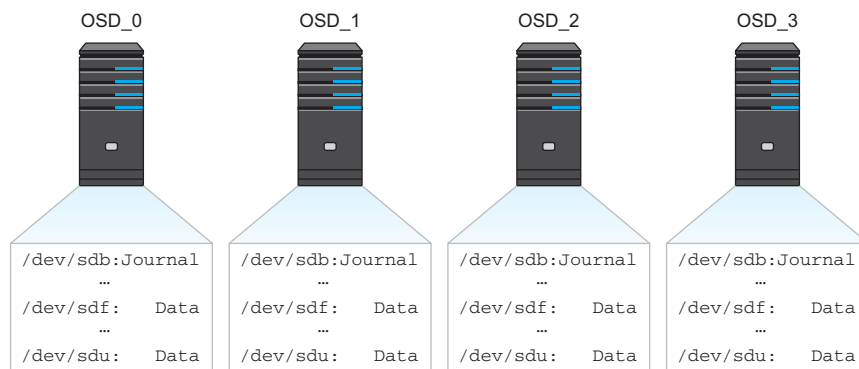 OSD_0
OSD_1
OSD_2
OSD_3
/dev/sdb:Journal
…
/dev/sdf:   Data
…
/dev/sdu:   Data
/dev/sdb:Journal
…
/dev/sdf:   Data
…
/dev/sdu:   Data
/dev/sdb:Journal
…
/dev/sdf:   Data
…
/dev/sdu:   Data
/dev/sdb:Journal
…
/dev/sdf:   Data
…
/dev/sdu:   Data